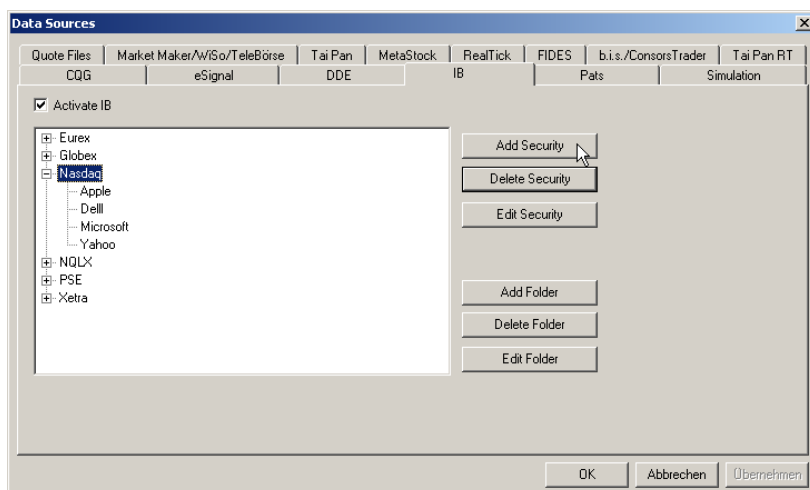 Data Sources
Quote Files Market Maker/WiSo/TeleBörse Tai Pan MetaStock RealTick FIDES b.i.s./ConsorsTrader Tai Pan RT
CQG eSignal DDE IB Pats Simulation
Activate IB
Eurex
Globex
Nasdaq
Apple
Delll
Microsoft
Yahoo
NQLX
PSE
Xetra
Add Security
Delete Security
Edit Security
Add Folder
Delete Folder
Edit Folder
OK Abbrechen Übernehmen